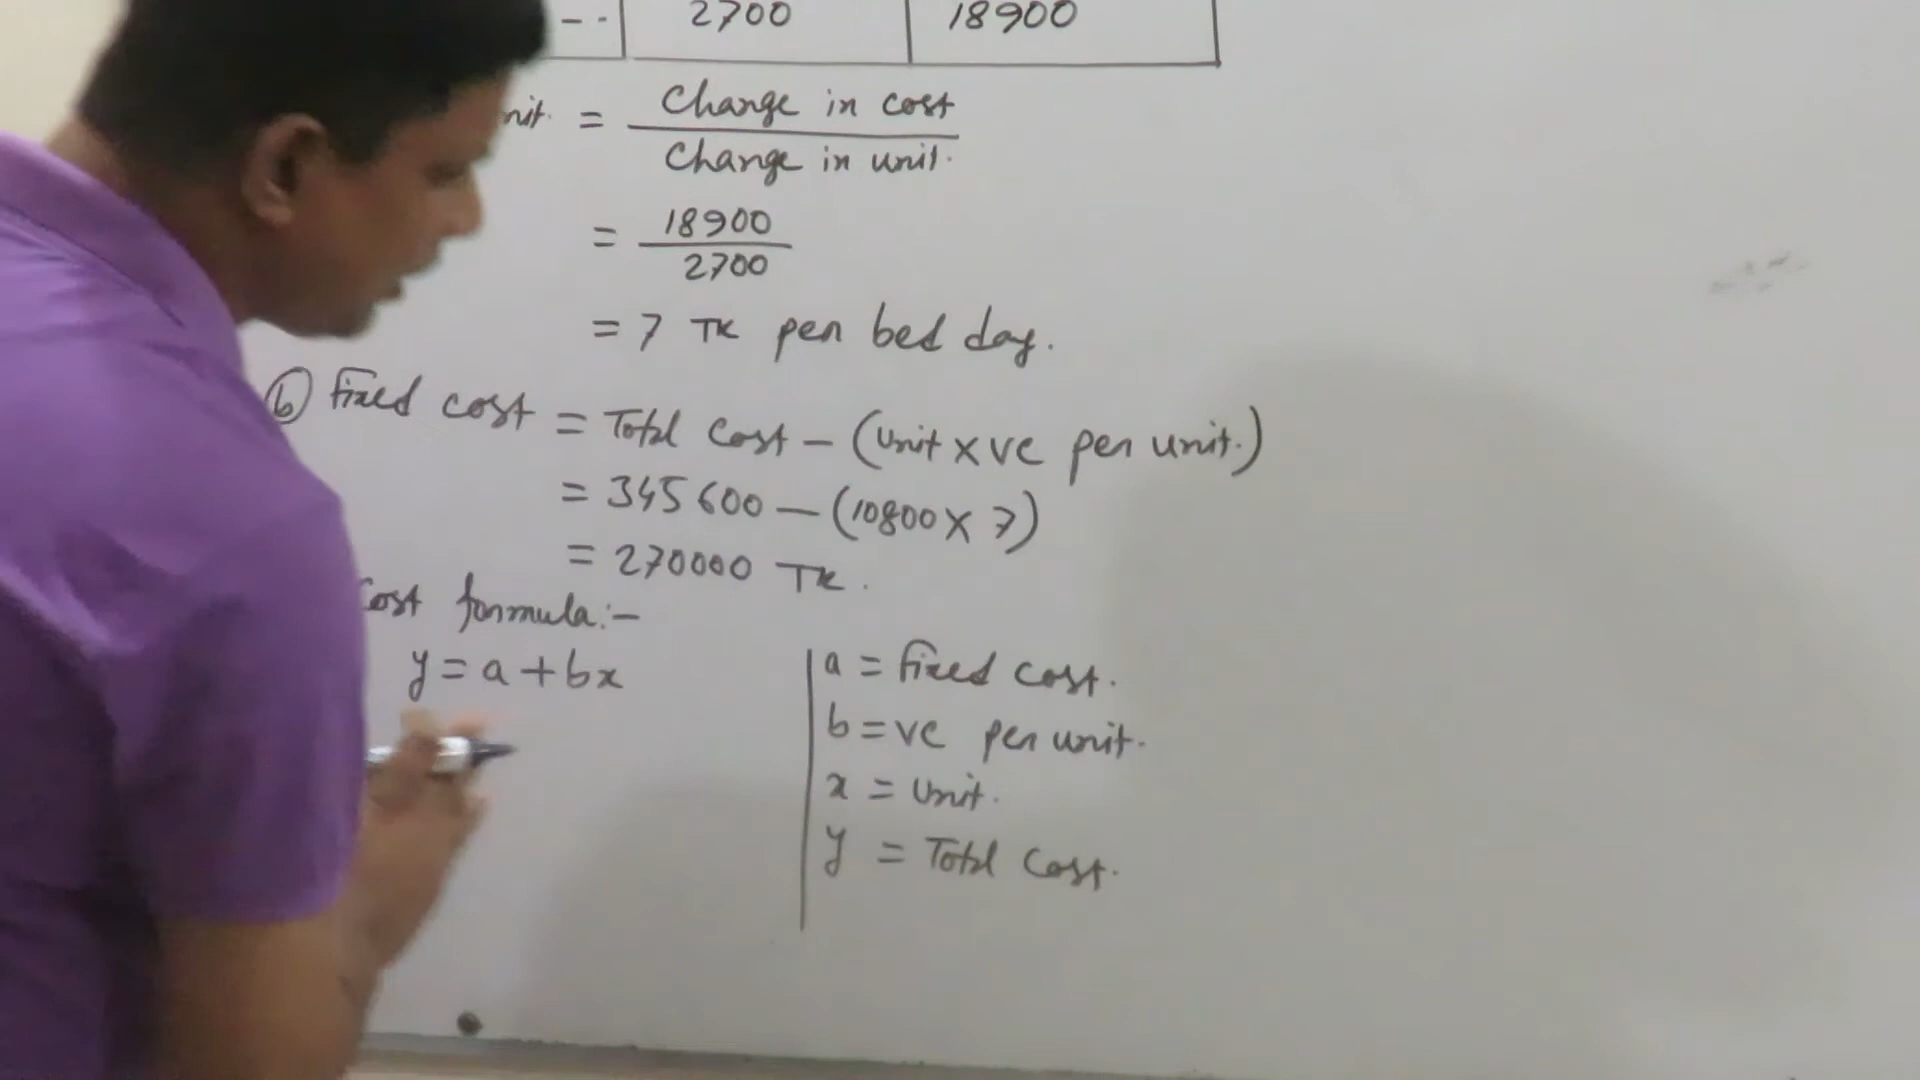 -- 2700 18900
nit. = Change in cost
Change in unit.
= 18900
2700
= 7 TK per bed day.
(b) Fixed cost = Total Cost - (unit x VC per unit.)
= 345600 - (10800 x 7)
= 270000 TK.
Cost formula:-
y = a + bx
a = Fixed cost.
b = VC per unit.
x = Unit.
y = Total Cost.